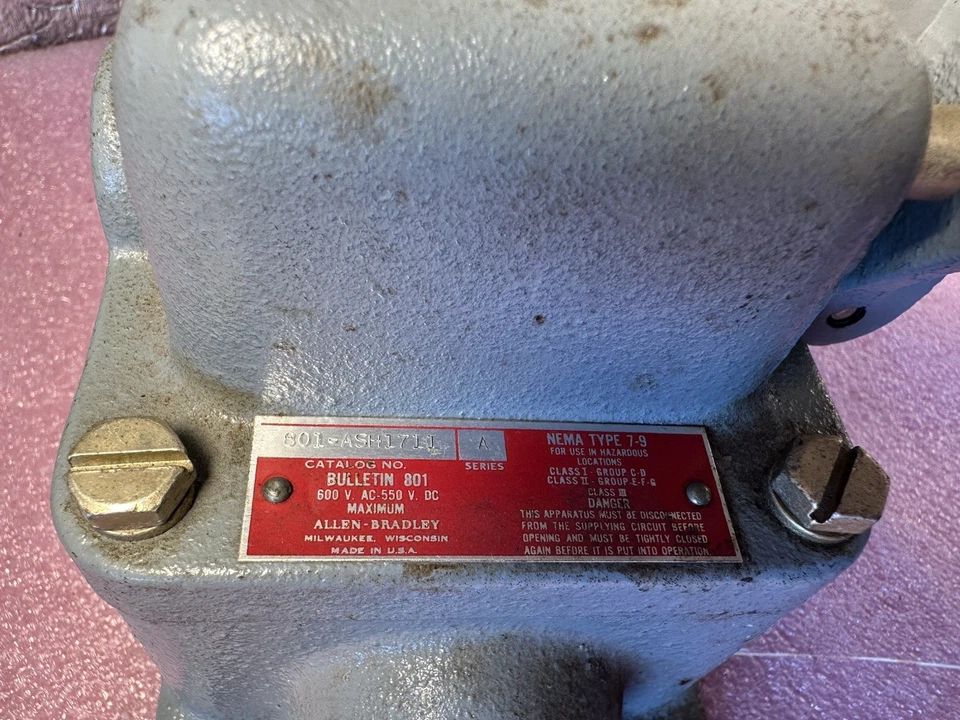 801-ASH1711 A
CATALOG NO. SERIES
BULLETIN 801
600 V. AC-550 V. DC
MAXIMUM
ALLEN-BRADLEY
MILWAUKEE, WISCONSIN
MADE IN U.S.A.
NEMA TYPE 7-9
FOR USE IN HAZARDOUS
LOCATIONS
CLASS I - GROUP C-D
CLASS II - GROUP E-F-G
CLASS III
DANGER
THIS APPARATUS MUST BE DISCONNECTED
FROM THE SUPPLYING CIRCUIT BEFORE
OPENING AND MUST BE TIGHTLY CLOSED
AGAIN BEFORE IT IS PUT INTO OPERATION.